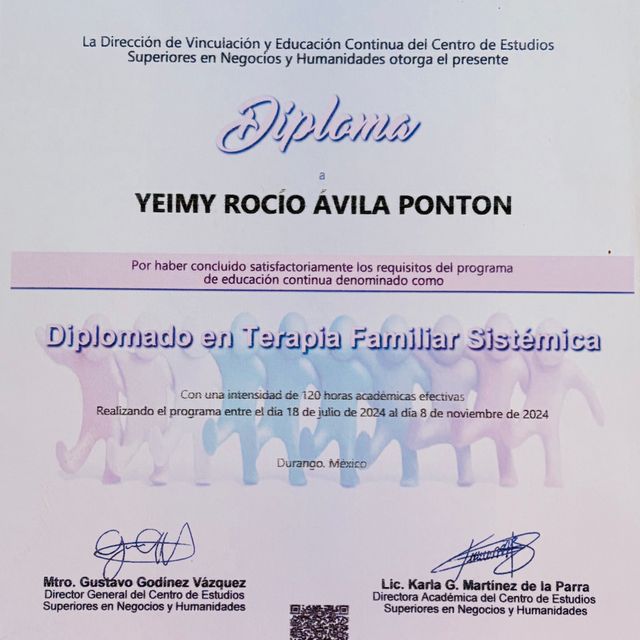 La Dirección de Vinculación y Educación Continua del Centro de Estudios
Superiores en Negocios y Humanidades otorga el presente
Diploma
a
YEIMY ROCÍO ÁVILA PONTON
Por haber concluido satisfactoriamente los requisitos del programa
de educación continua denominado como
Diplomado en Terapia Familiar Sistémica
Con una intensidad de 120 horas académicas efectivas
Realizando el programa entre el día 18 de julio de 2024 al día 8 de noviembre de 2024
Durango. México
Mtro. Gustavo Godínez Vázquez
Director General del Centro de Estudios
Superiores en Negocios y Humanidades
Lic. Karla G. Martínez de la Parra
Directora Académica del Centro de Estudios
Superiores en Negocios y Humanidades